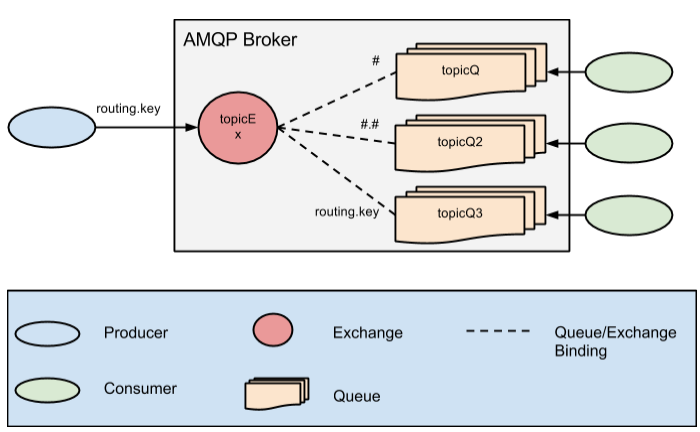 AMQP Broker
#
topicQ
routing.key
topicE
x
#.#
topicQ2
routing.key
topicQ3
Producer
Exchange
Queue/Exchange
Binding
Consumer
Queue